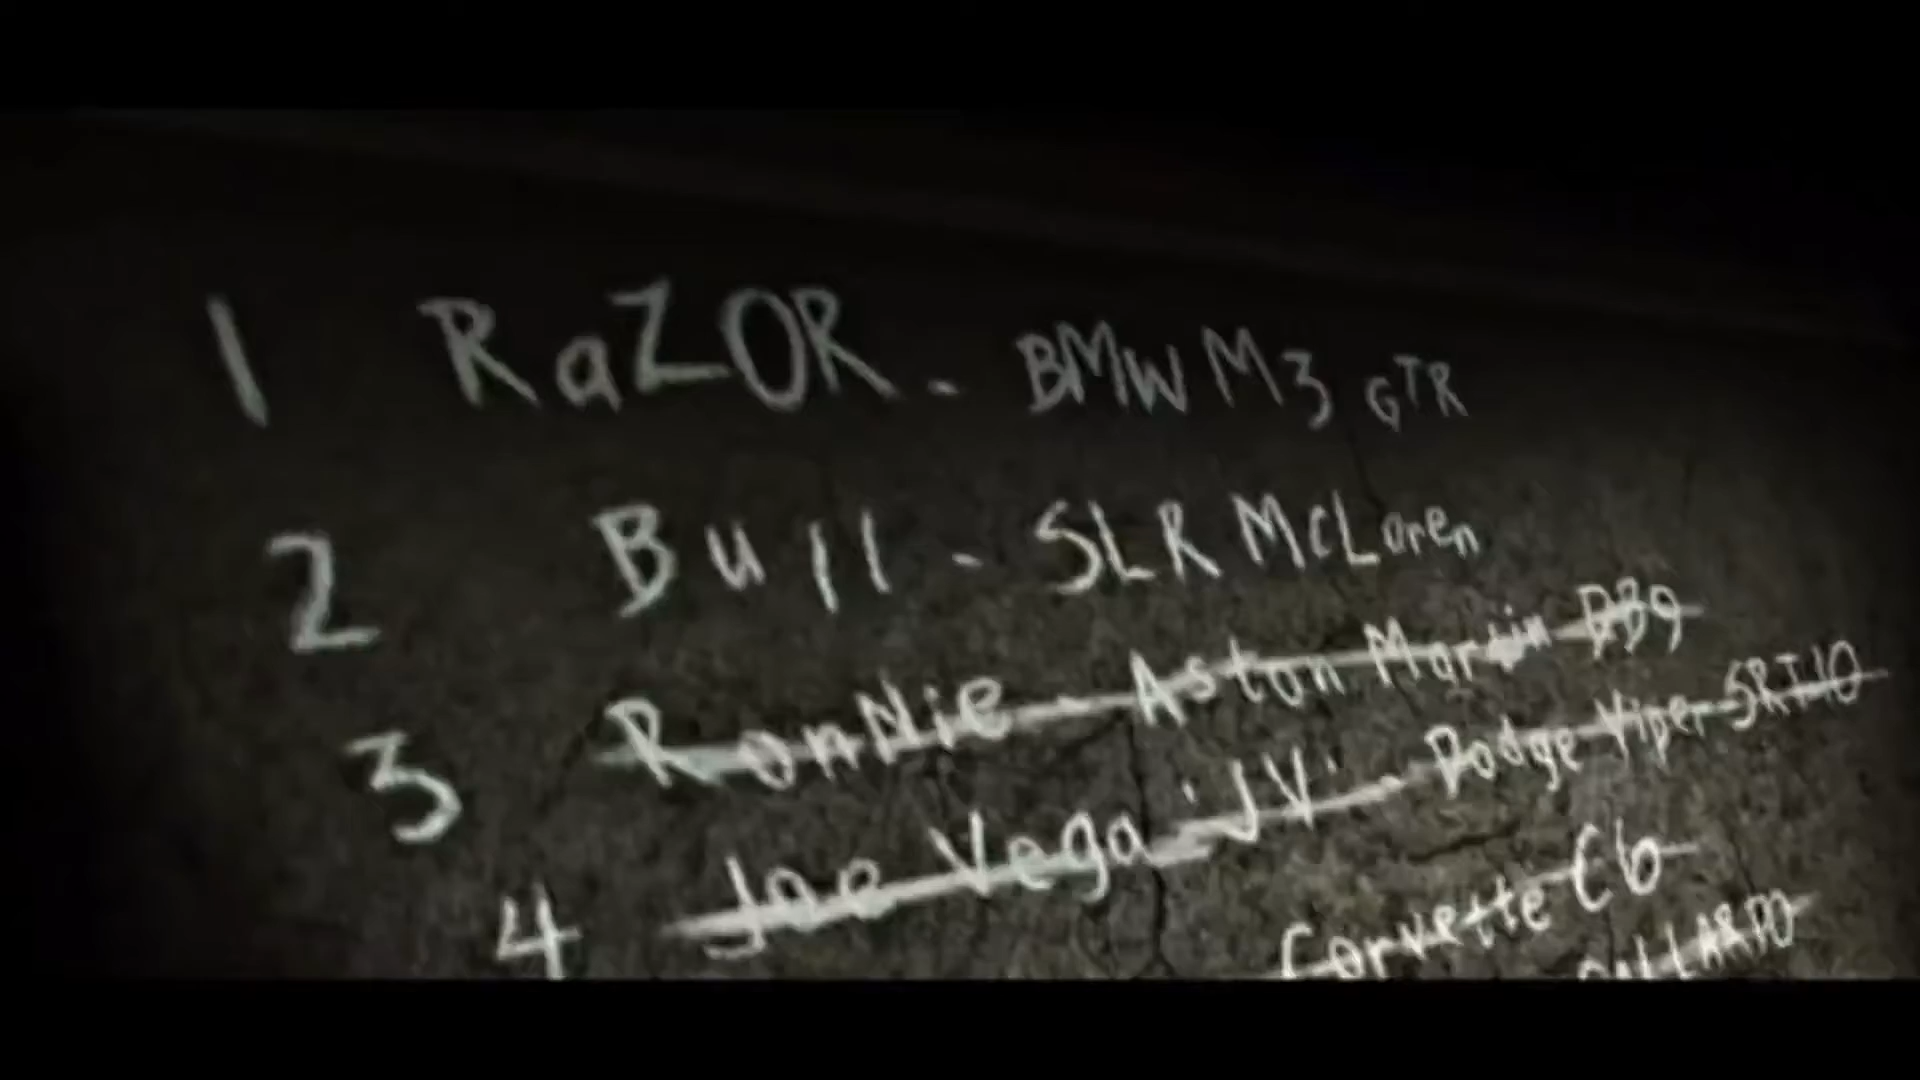 1 RaZOR - BMW M3 GTR
2 Bull - SLR McLaren
3 RonNie - Aston Martin DB9
4 Joe Vega 'JV' - Dodge Viper SRT10
Corvette C6